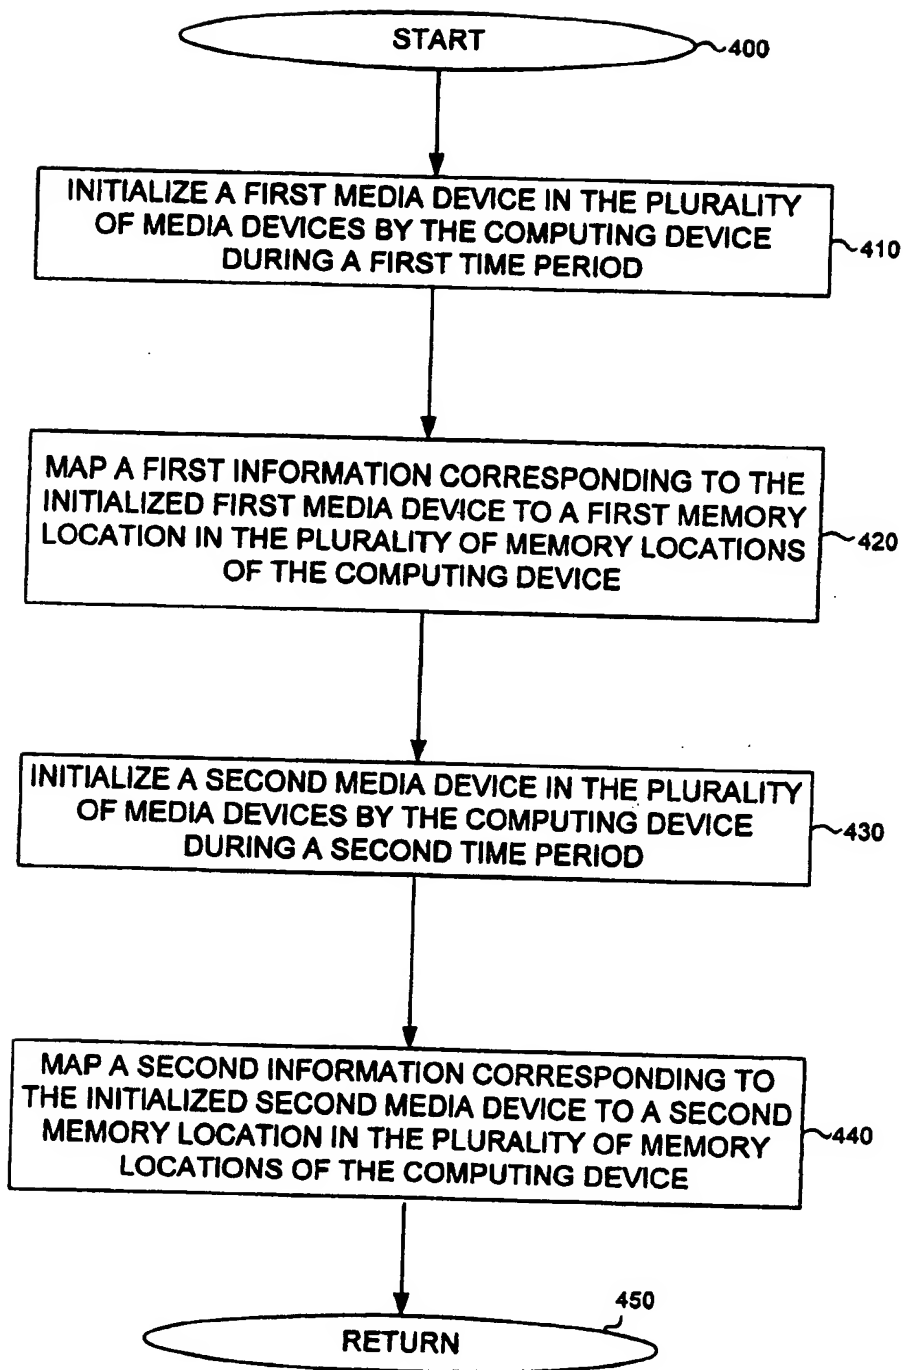 START
400
INITIALIZE A FIRST MEDIA DEVICE IN THE PLURALITY
OF MEDIA DEVICES BY THE COMPUTING DEVICE
DURING A FIRST TIME PERIOD
410
MAP A FIRST INFORMATION CORRESPONDING TO THE
INITIALIZED FIRST MEDIA DEVICE TO A FIRST MEMORY
LOCATION IN THE PLURALITY OF MEMORY LOCATIONS
OF THE COMPUTING DEVICE
420
INITIALIZE A SECOND MEDIA DEVICE IN THE PLURALITY
OF MEDIA DEVICES BY THE COMPUTING DEVICE
DURING A SECOND TIME PERIOD
430
MAP A SECOND INFORMATION CORRESPONDING TO
THE INITIALIZED SECOND MEDIA DEVICE TO A SECOND
MEMORY LOCATION IN THE PLURALITY OF MEMORY
LOCATIONS OF THE COMPUTING DEVICE
440
450
RETURN